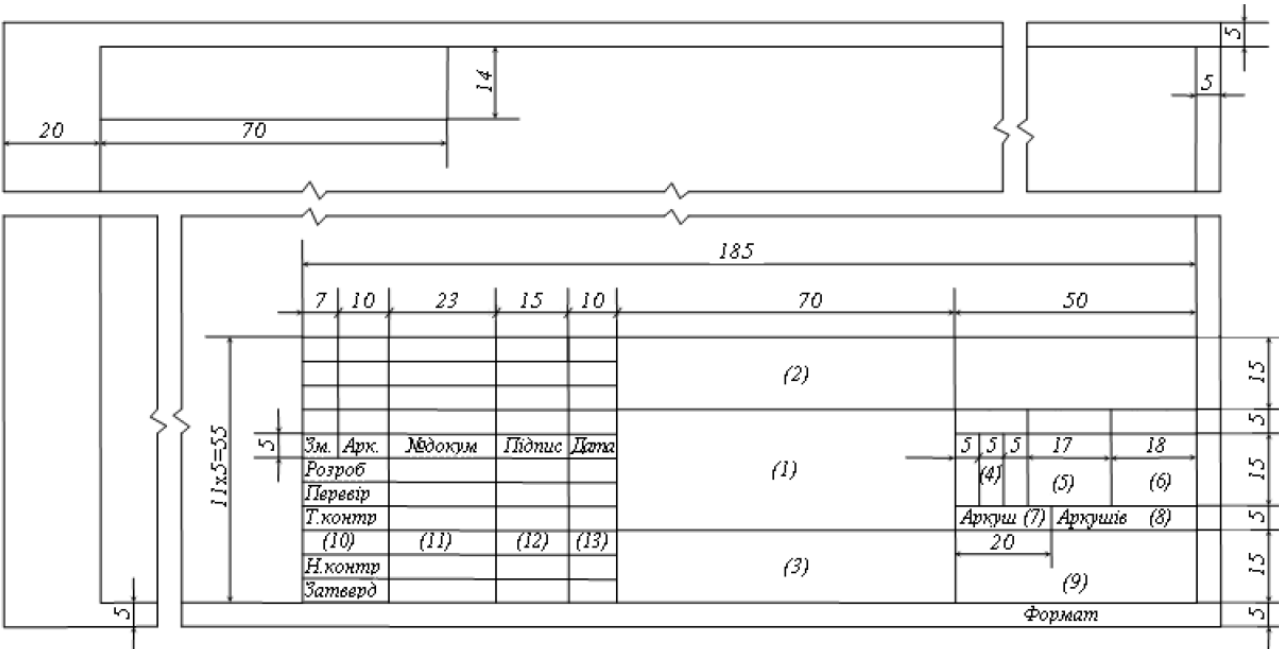 5
14
5
20 70
185
7 10 23 15 10 70 50
(2) 15
5
11x5=55 5 Зм. Арк. №докум Підпис Дата (1) 5 5 5 17 18
Розроб (4) (5) (6) 15
Перевір
Т.контр Аркуш (7) Аркушів (8) 5
(10) (11) (12) (13) 20
Н.контр (3) 15
Затверд (9)
5 Формат 5